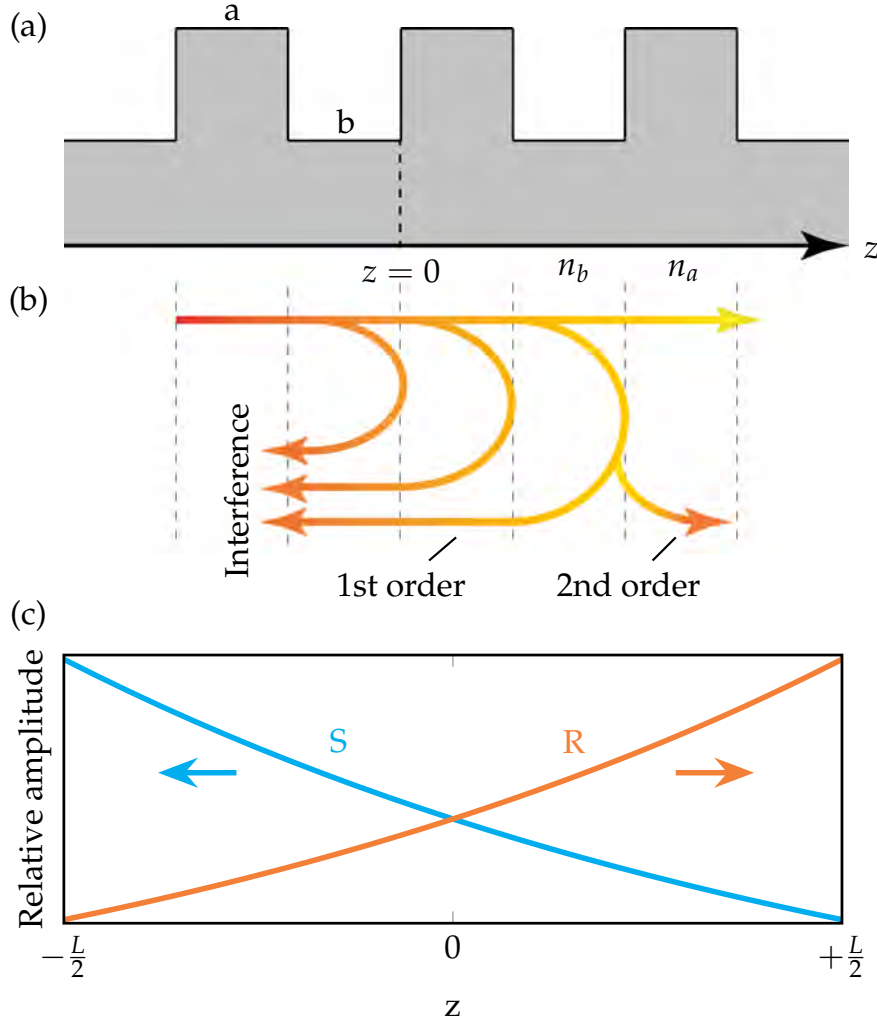 (a)
a
b
z
z = 0
n_b
n_a
(b)
Interference
1st order
2nd order
(c)
Relative amplitude
S
R
−L/2
0
+L/2
z